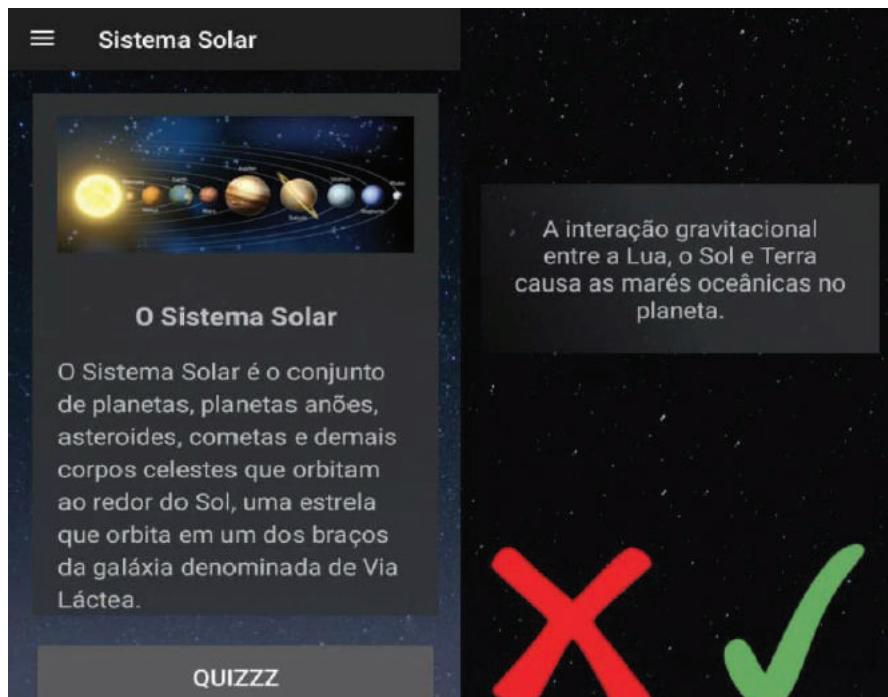 Sistema Solar
O Sistema Solar
O Sistema Solar é o conjunto
de planetas, planetas anões,
asteroides, cometas e demais
corpos celestes que orbitam
ao redor do Sol, uma estrela
que orbita em um dos braços
da galáxia denominada de Via
Láctea.
QUIZZZ
A interação gravitacional
entre a Lua, o Sol e Terra
causa as marés oceânicas no
planeta.